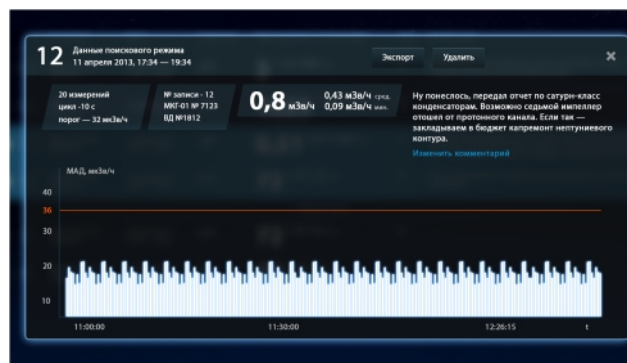 12
Данные поискового режима
11 апреля 2013, 17:34 — 19:34
Экспорт
Удалить
20 измерений
цикл -10 с
порог — 32 мкЗв/ч
№ записи - 12
МКГ-01 № 7123
ВД №1812
0,8 мЗв/ч
0,43 мЗв/ч сред.
0,09 мЗв/ч мин.
Ну понеслось, передал отчет по сатурн-класс
конденсаторам. Возможно седьмой импеллер
отошел от протонного канала. Если так —
закладываем в бюджет капремонт нептуниевого
контура.
Изменить комментарий
МАД, мкЗв/ч
40
36
30
20
10
11:00:00
11:30:00
12:26:15
t